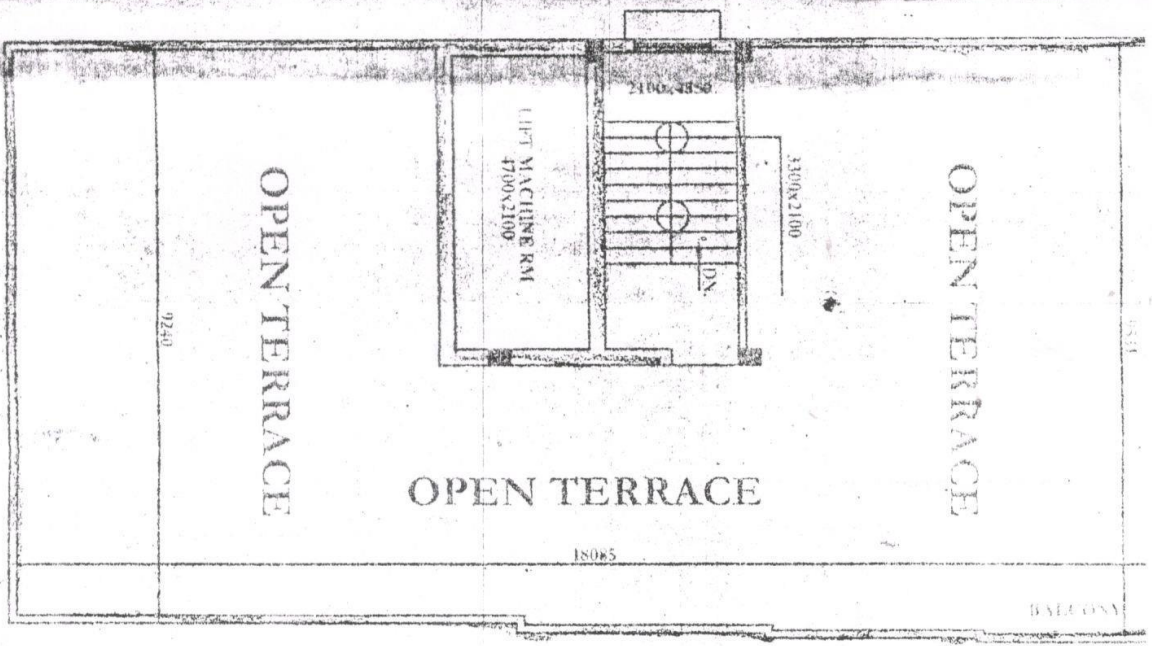 2100x4850
LIFT MACHINE RM
4700x2100
3300x2100
DN
OPEN TERRACE
OPEN TERRACE
9240
OPEN TERRACE
18085
BALCONY